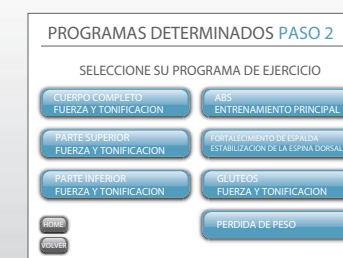 PROGRAMAS DETERMINADOS PASO 2
SELECCIONE SU PROGRAMA DE EJERCICIO
CUERPO COMPLETO
FUERZA Y TONIFICACION
PARTE SUPERIOR
FUERZA Y TONIFICACION
PARTE INFERIOR
FUERZA Y TONIFICACION
HOME
VOLVER
ABS
ENTRENAMIENTO PRINCIPAL
FORTALECIMIENTO DE ESPALDA
ESTABILIZACION DE LA ESPINA DORSAL
GLUTEOS
FUERZA Y TONIFICACION
PERDIDA DE PESO